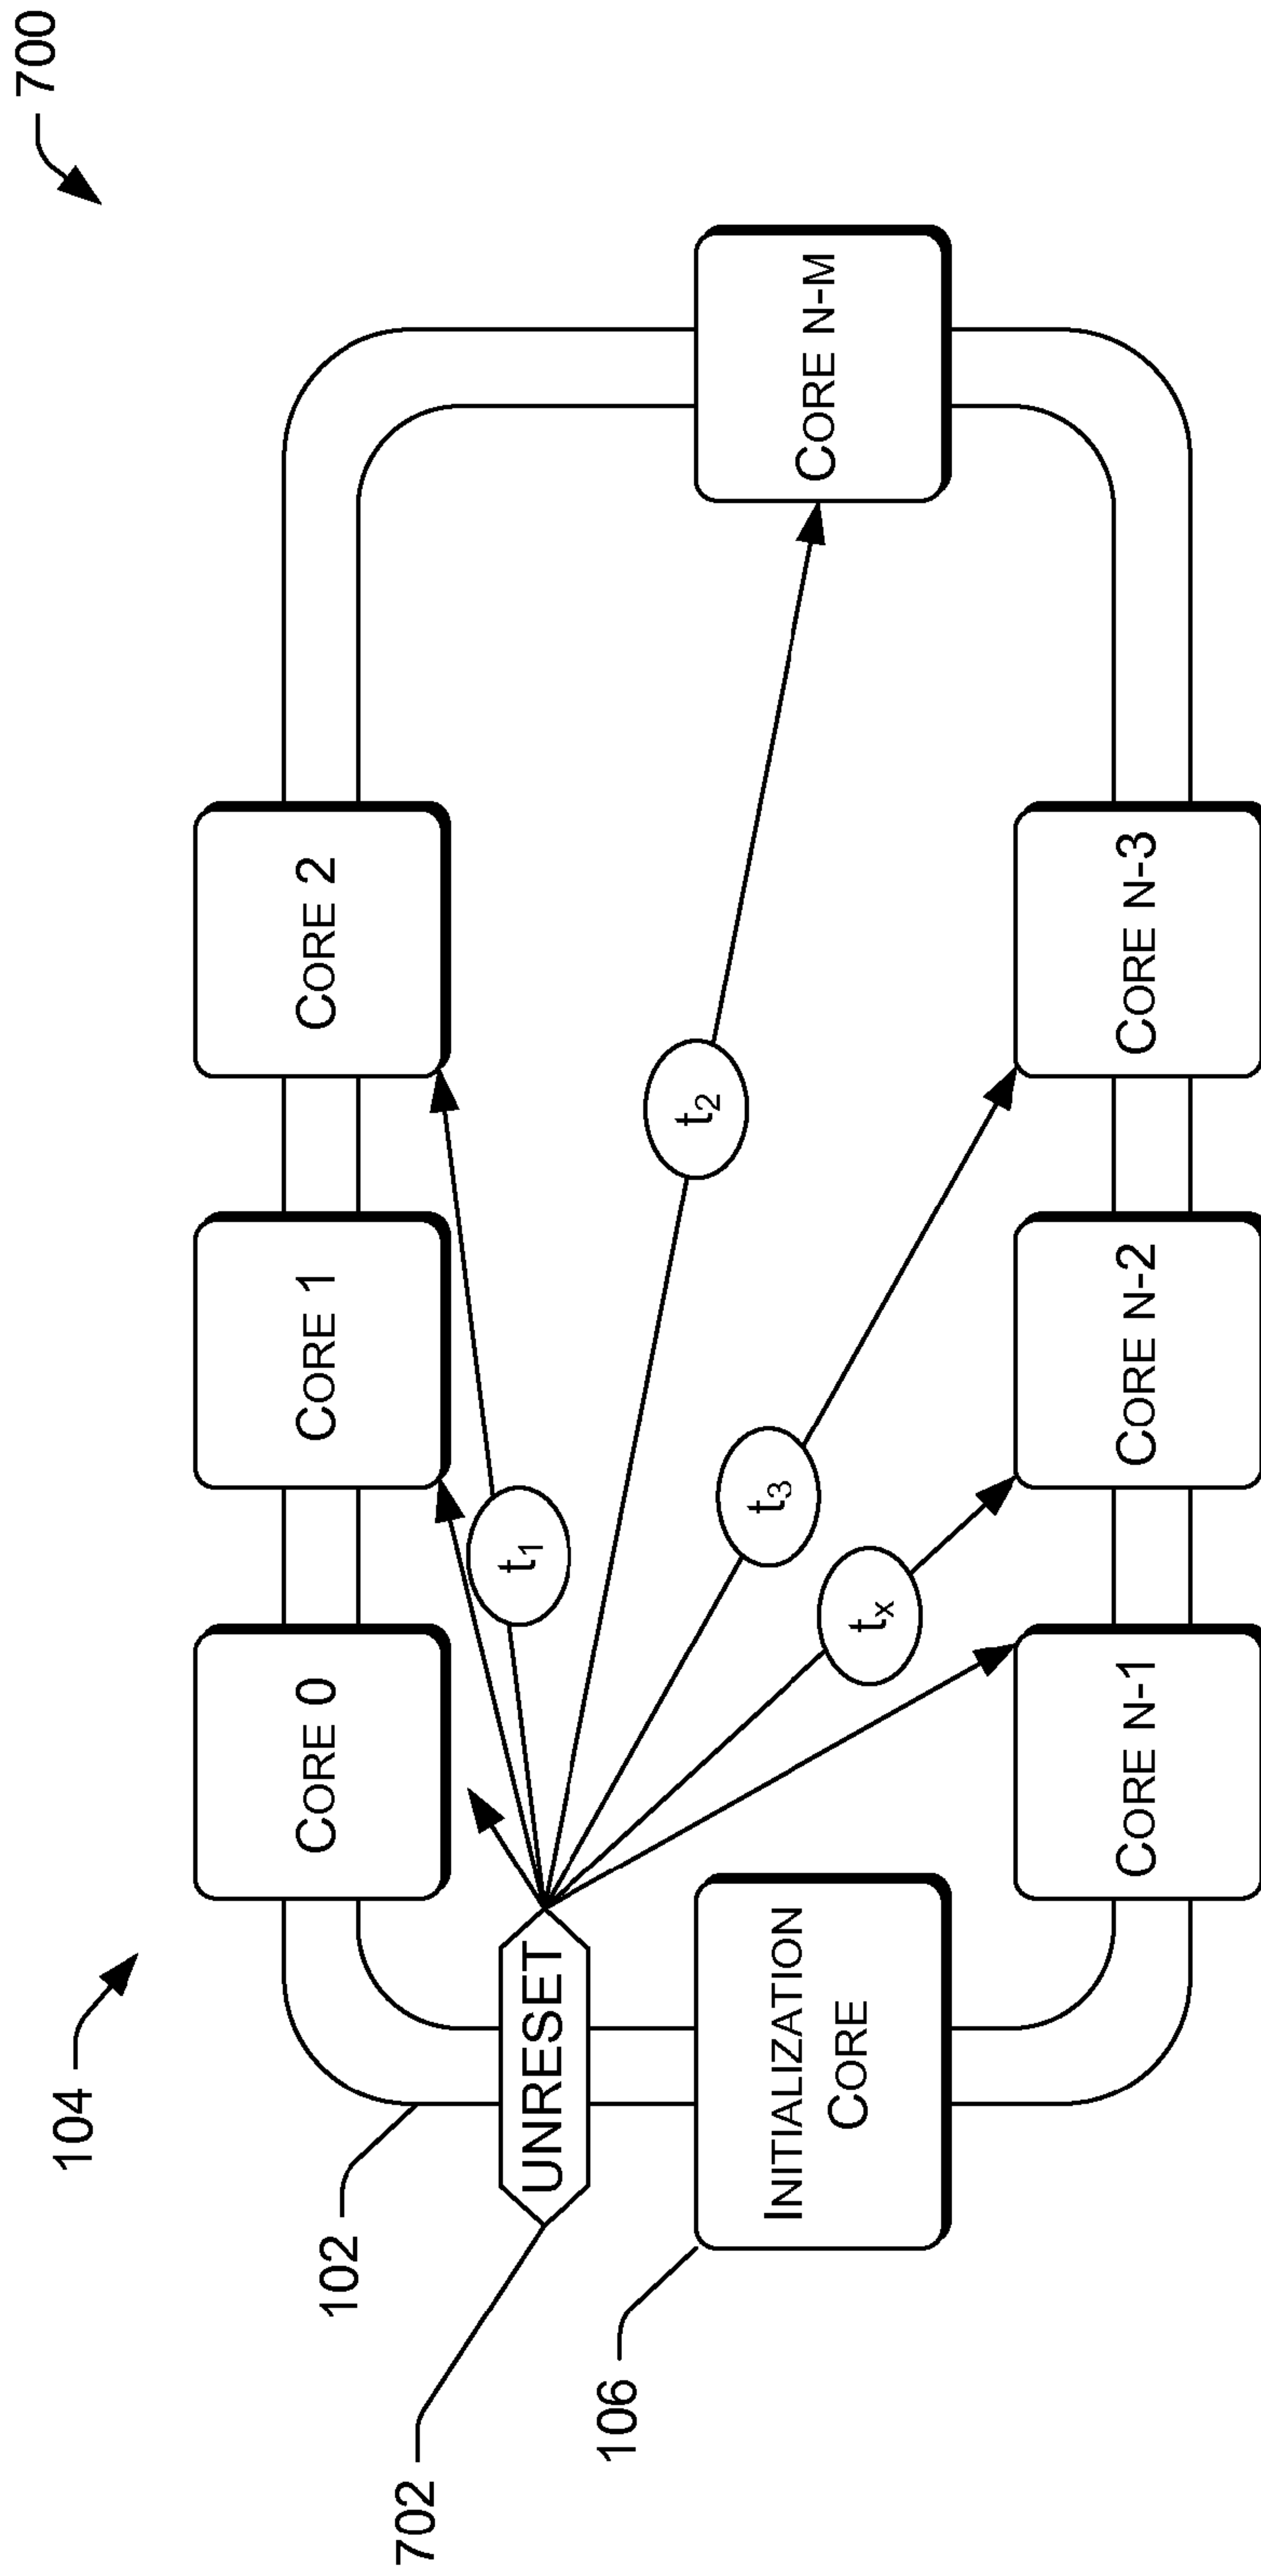 700
104
102
702
106
UNRESET
CORE 0
CORE 1
CORE 2
t1
t2
t3
tx
CORE N-M
INITIALIZATION
CORE
CORE N-1
CORE N-2
CORE N-3